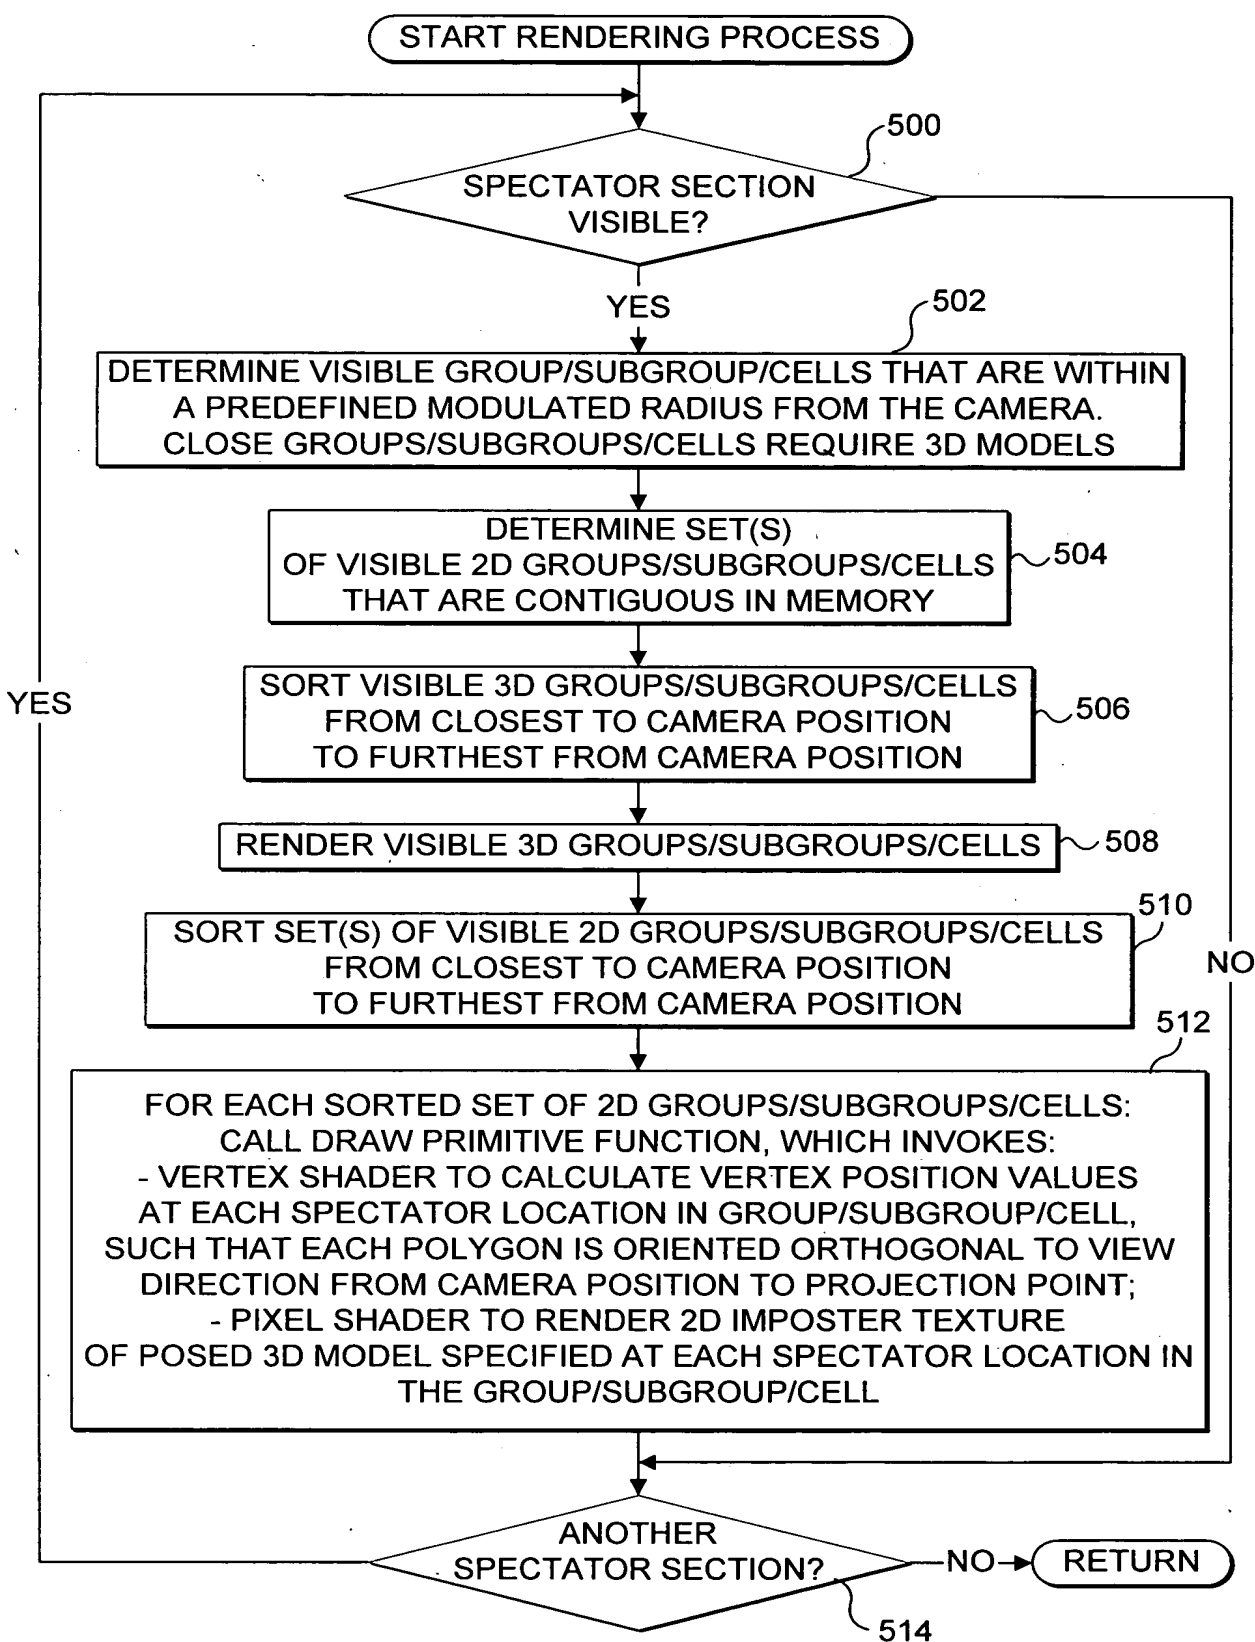 START RENDERING PROCESS
500
SPECTATOR SECTION
VISIBLE?
YES
502
DETERMINE VISIBLE GROUP/SUBGROUP/CELLS THAT ARE WITHIN
A PREDEFINED MODULATED RADIUS FROM THE CAMERA.
CLOSE GROUPS/SUBGROUPS/CELLS REQUIRE 3D MODELS
DETERMINE SET(S)
OF VISIBLE 2D GROUPS/SUBGROUPS/CELLS
THAT ARE CONTIGUOUS IN MEMORY
504
SORT VISIBLE 3D GROUPS/SUBGROUPS/CELLS
FROM CLOSEST TO CAMERA POSITION
TO FURTHEST FROM CAMERA POSITION
506
YES
RENDER VISIBLE 3D GROUPS/SUBGROUPS/CELLS
508
510
SORT SET(S) OF VISIBLE 2D GROUPS/SUBGROUPS/CELLS
FROM CLOSEST TO CAMERA POSITION
TO FURTHEST FROM CAMERA POSITION
NO
512
FOR EACH SORTED SET OF 2D GROUPS/SUBGROUPS/CELLS:
CALL DRAW PRIMITIVE FUNCTION, WHICH INVOKES:
- VERTEX SHADER TO CALCULATE VERTEX POSITION VALUES
AT EACH SPECTATOR LOCATION IN GROUP/SUBGROUP/CELL,
SUCH THAT EACH POLYGON IS ORIENTED ORTHOGONAL TO VIEW
DIRECTION FROM CAMERA POSITION TO PROJECTION POINT;
- PIXEL SHADER TO RENDER 2D IMPOSTER TEXTURE
OF POSED 3D MODEL SPECIFIED AT EACH SPECTATOR LOCATION IN
THE GROUP/SUBGROUP/CELL
ANOTHER
SPECTATOR SECTION?
NO
RETURN
514